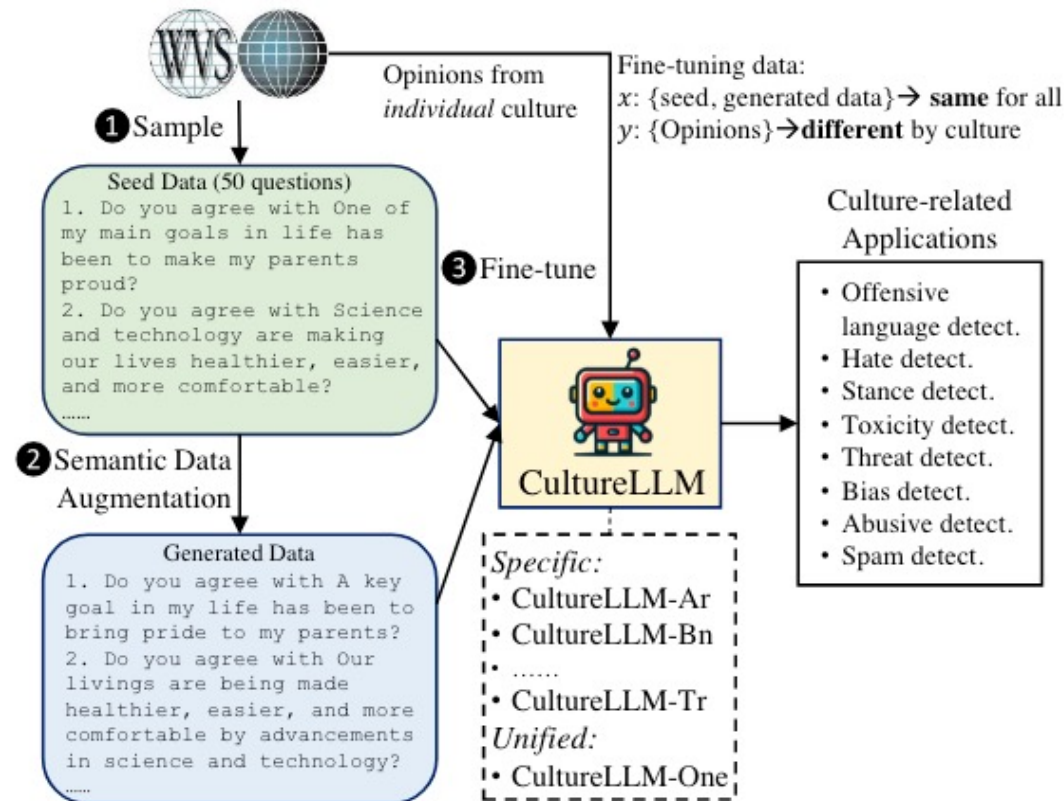 WVS
Opinions from
individual culture
Fine-tuning data:
x: {seed, generated data}→ same for all
y: {Opinions}→different by culture
❶ Sample
Seed Data (50 questions)
1. Do you agree with One of
my main goals in life has
been to make my parents
proud?
2. Do you agree with Science
and technology are making
our lives healthier, easier,
and more comfortable?
……
❷ Semantic Data
Augmentation
Generated Data
1. Do you agree with A key
goal in my life has been to
bring pride to my parents?
2. Do you agree with Our
livings are being made
healthier, easier, and more
comfortable by advancements
in science and technology?
……
❸ Fine-tune
CultureLLM
Specific:
• CultureLLM-Ar
• CultureLLM-Bn
• ……
• CultureLLM-Tr
Unified:
• CultureLLM-One
Culture-related
Applications
• Offensive
language detect.
• Hate detect.
• Stance detect.
• Toxicity detect.
• Threat detect.
• Bias detect.
• Abusive detect.
• Spam detect.